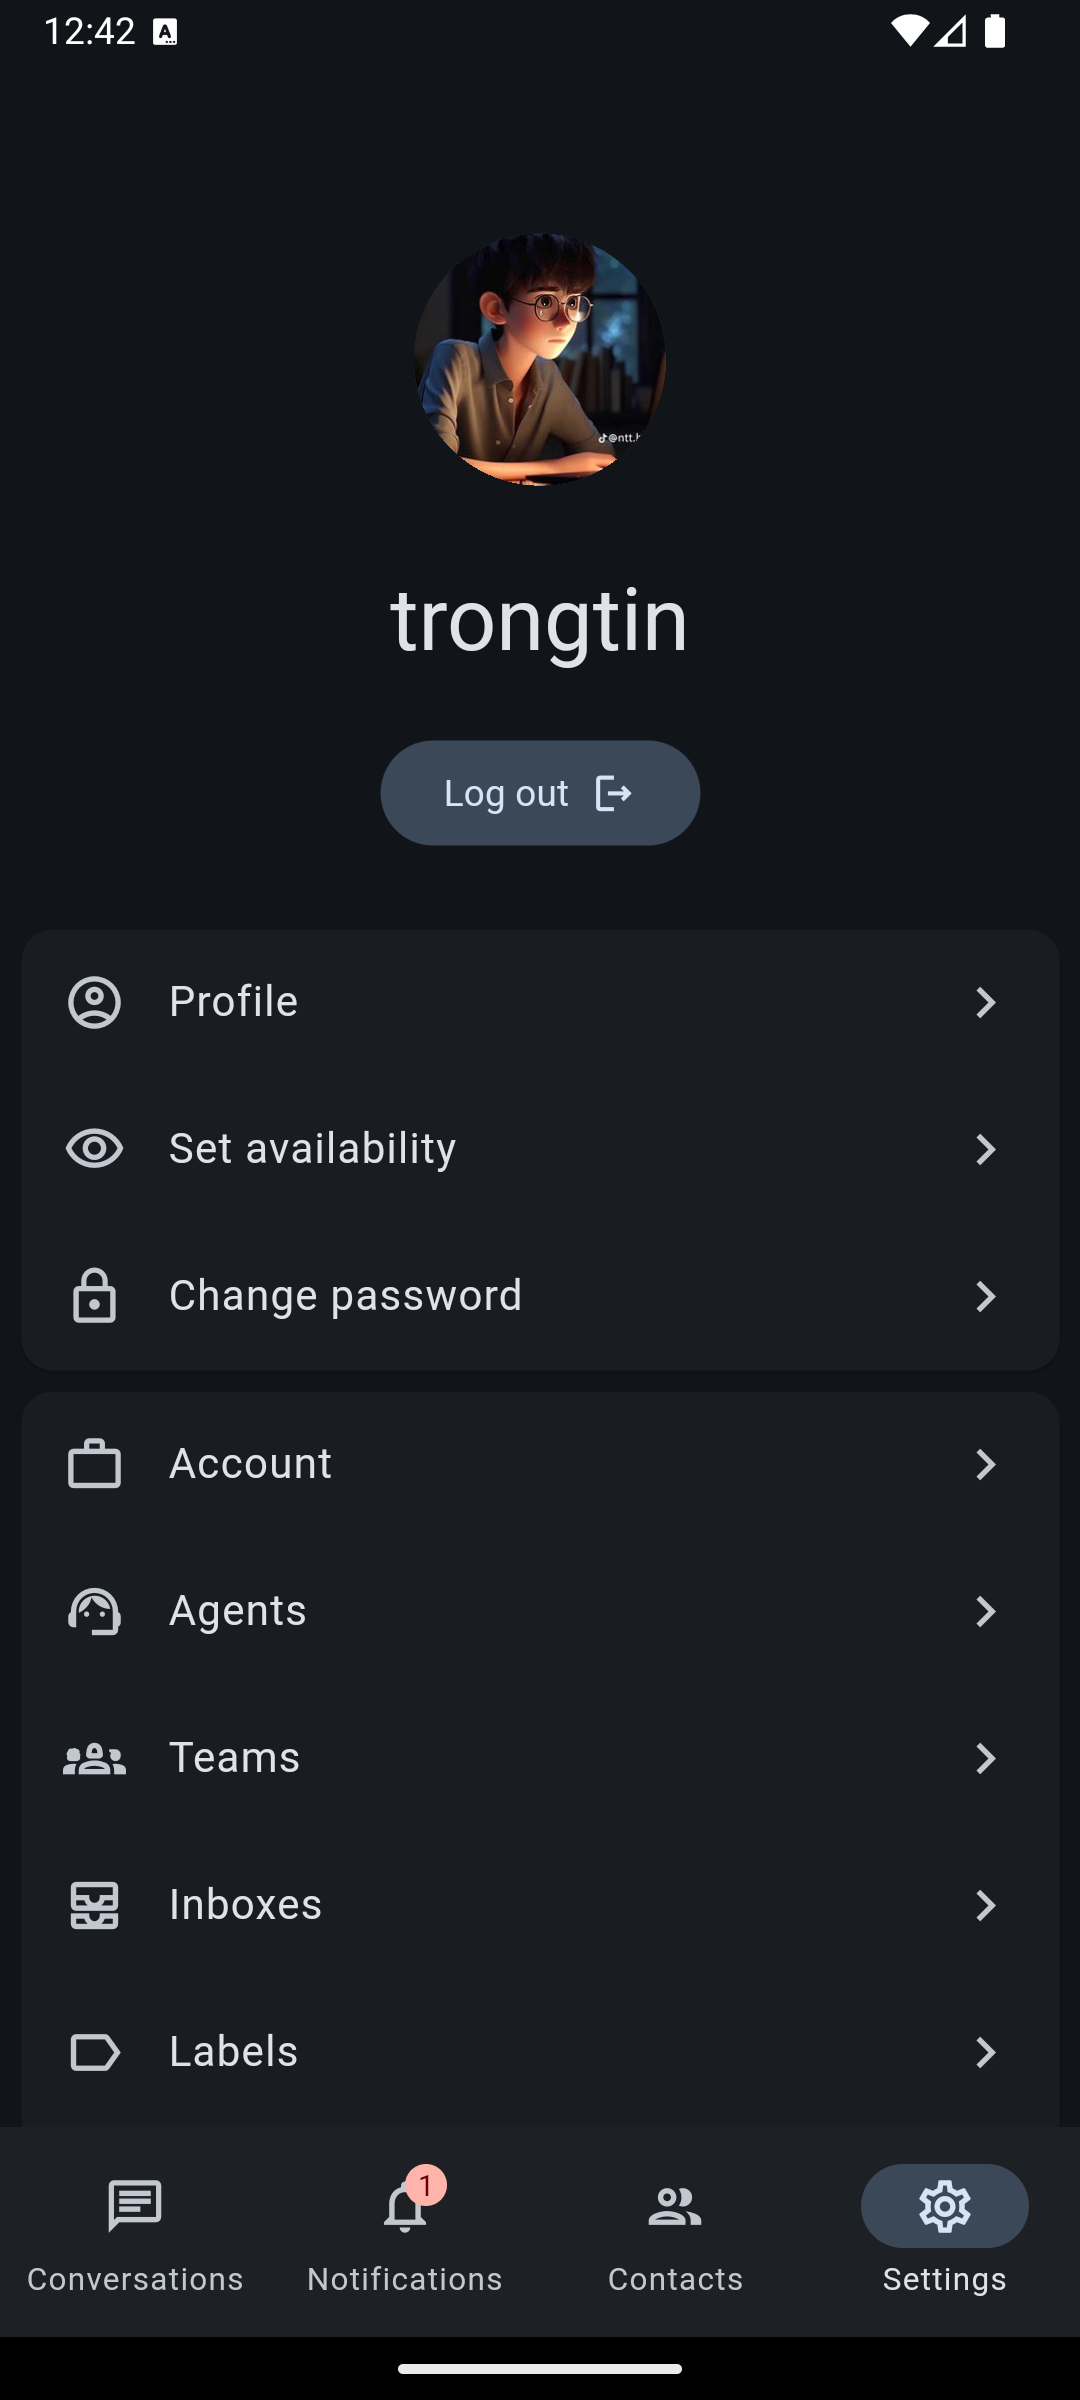 12:42
@ntt.
trongtin
Log out
Profile
Set availability
Change password
Account
Agents
Teams
Inboxes
Labels
1
Conversations
Notifications
Contacts
Settings